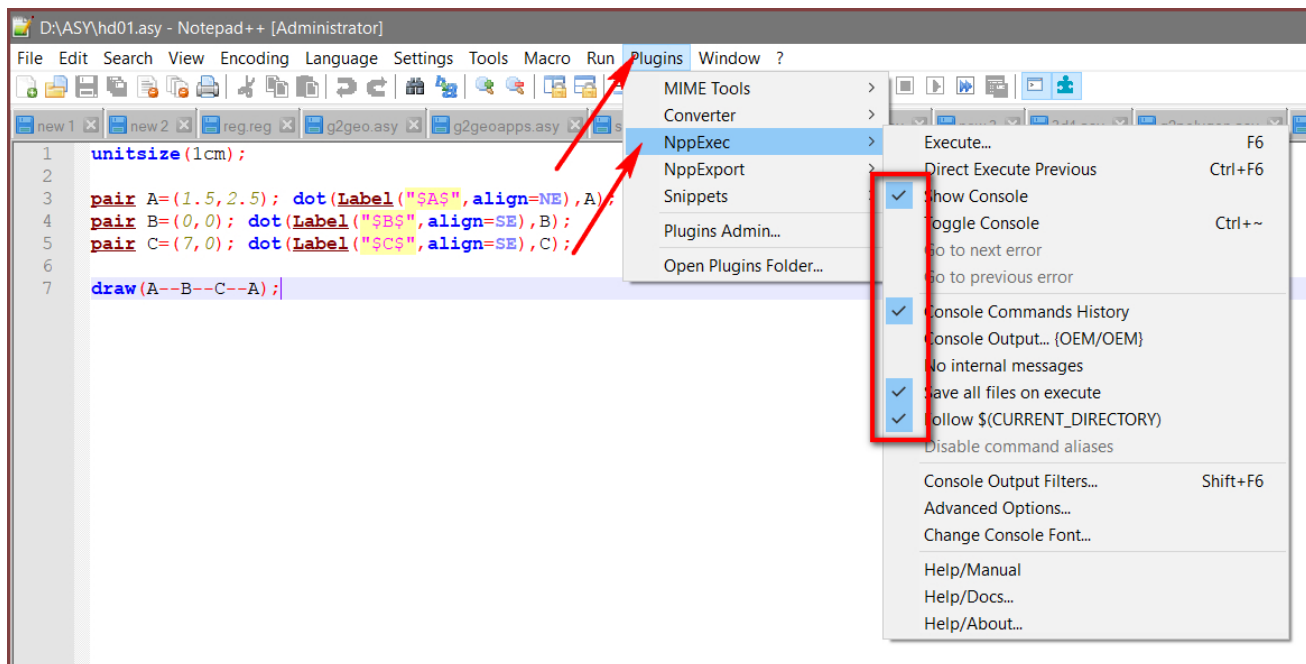 D:\ASY\hd01.asy - Notepad++ [Administrator]
File Edit Search View Encoding Language Settings Tools Macro Run Plugins Window ?
new 1 new 2 reg.reg g2geo.asy g2geoapps.asy
1 unitsize(1cm);
2
3 pair A=(1.5,2.5); dot(Label("$A$",align=NE),A);
4 pair B=(0,0); dot(Label("$B$",align=SE),B);
5 pair C=(7,0); dot(Label("$C$",align=SE),C);
6
7 draw(A--B--C--A);
MIME Tools
Converter
NppExec
NppExport
Snippets
Plugins Admin...
Open Plugins Folder...
Execute... F6
Direct Execute Previous Ctrl+F6
Show Console
Toggle Console Ctrl+~
Go to next error
Go to previous error
Console Commands History
Console Output... {OEM/OEM}
No internal messages
Save all files on execute
Follow $(CURRENT_DIRECTORY)
Disable command aliases
Console Output Filters... Shift+F6
Advanced Options...
Change Console Font...
Help/Manual
Help/Docs...
Help/About...